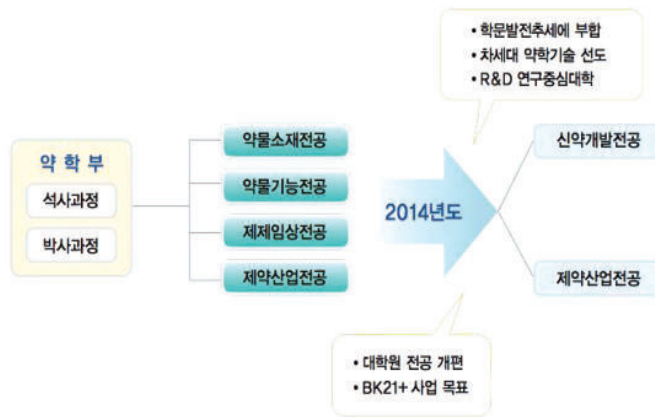 • 학문발전추세에 부합
• 차세대 약학기술 선도
• R&D 연구중심대학
약학부
석사과정
박사과정
약물소재전공
약물기능전공
제제임상전공
제약산업전공
2014년도
신약개발전공
제약산업전공
• 대학원 전공 개편
• BK21+ 사업 목표